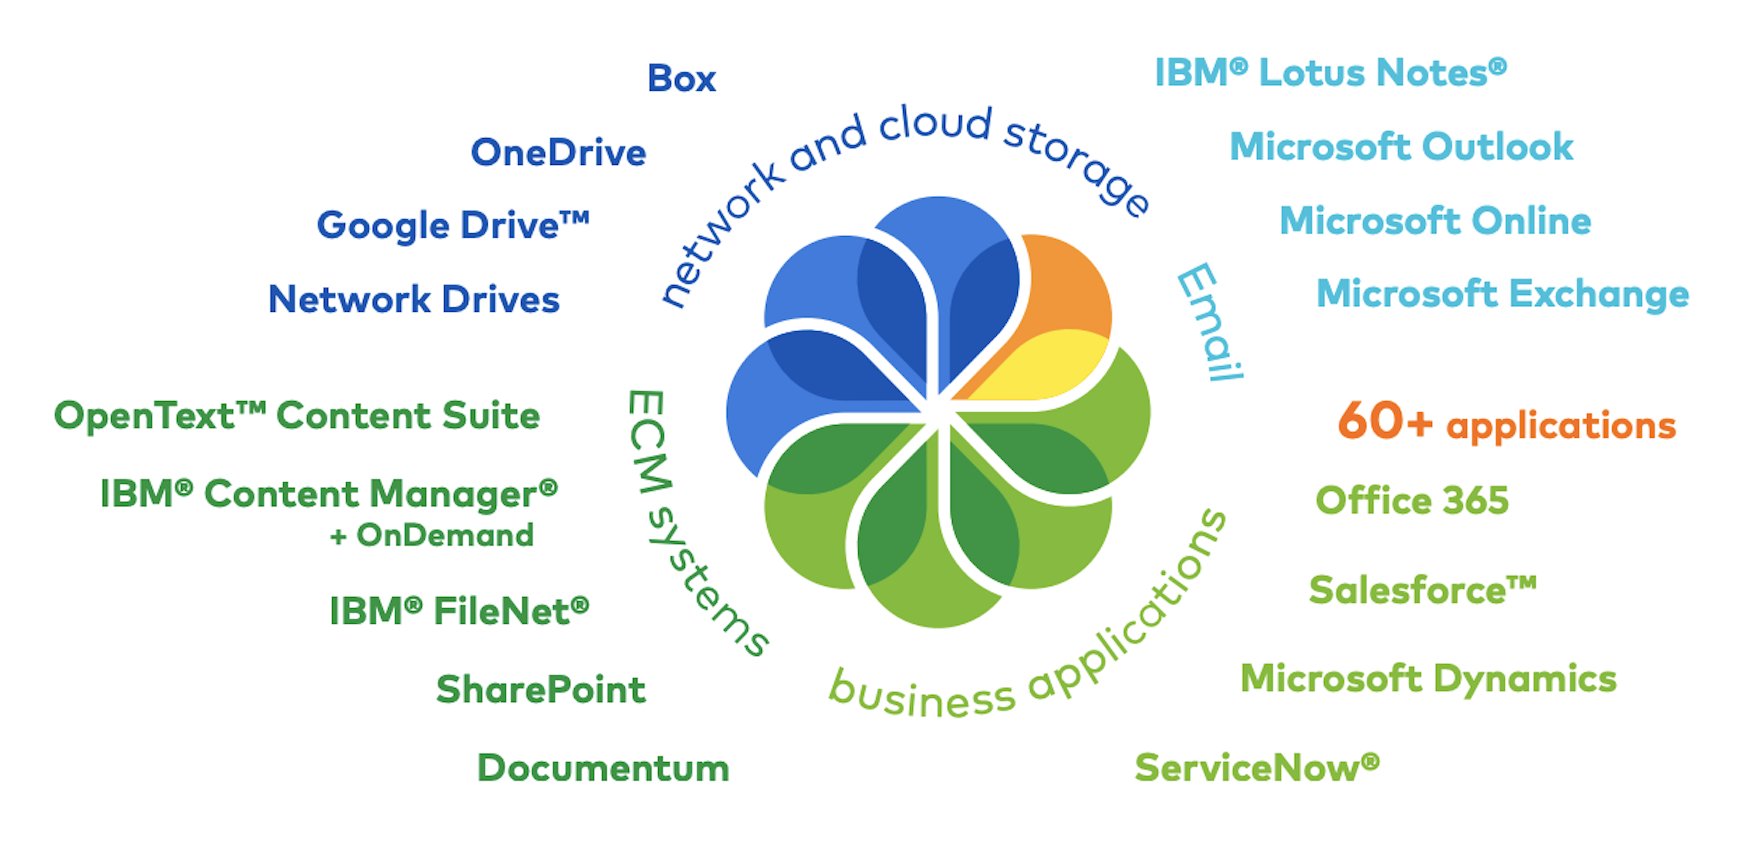 Box
OneDrive
Google Drive™
Network Drives
network and cloud storage
IBM® Lotus Notes®
Microsoft Outlook
Microsoft Online
Microsoft Exchange
Email
OpenText™ Content Suite
IBM® Content Manager®
+ OnDemand
IBM® FileNet®
SharePoint
Documentum
ECM systems
60+ applications
Office 365
Salesforce™
Microsoft Dynamics
ServiceNow®
business applications